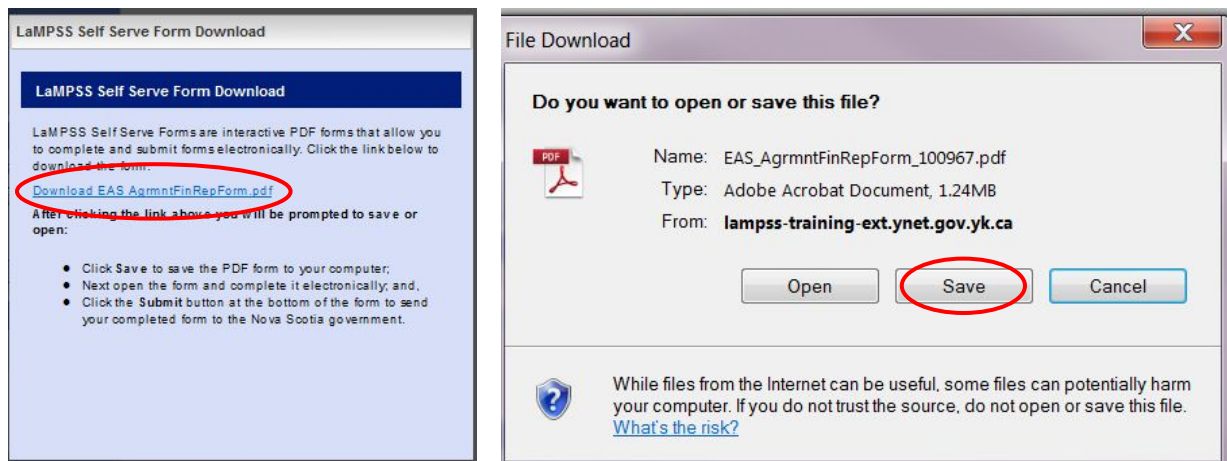 LaMPSS Self Serve Form Download
LaMPSS Self Serve Form Download
LaMPSS Self Serve Forms are interactive PDF forms that allow you
to complete and submit forms electronically. Click the link below to
download the form:
Download EAS AgrmntFinRepForm.pdf
After clicking the link above you will be prompted to save or
open:
● Click Save to save the PDF form to your computer;
● Next open the form and complete it electronically; and,
● Click the Submit button at the bottom of the form to send
your completed form to the Nova Scotia government.
File Download
X
Do you want to open or save this file?
PDF
Name: EAS_AgrmntFinRepForm_100967.pdf
Type: Adobe Acrobat Document, 1.24MB
From: lampss-training-ext.ynet.gov.yk.ca
Open Save Cancel
While files from the Internet can be useful, some files can potentially harm
your computer. If you do not trust the source, do not open or save this file.
What's the risk?